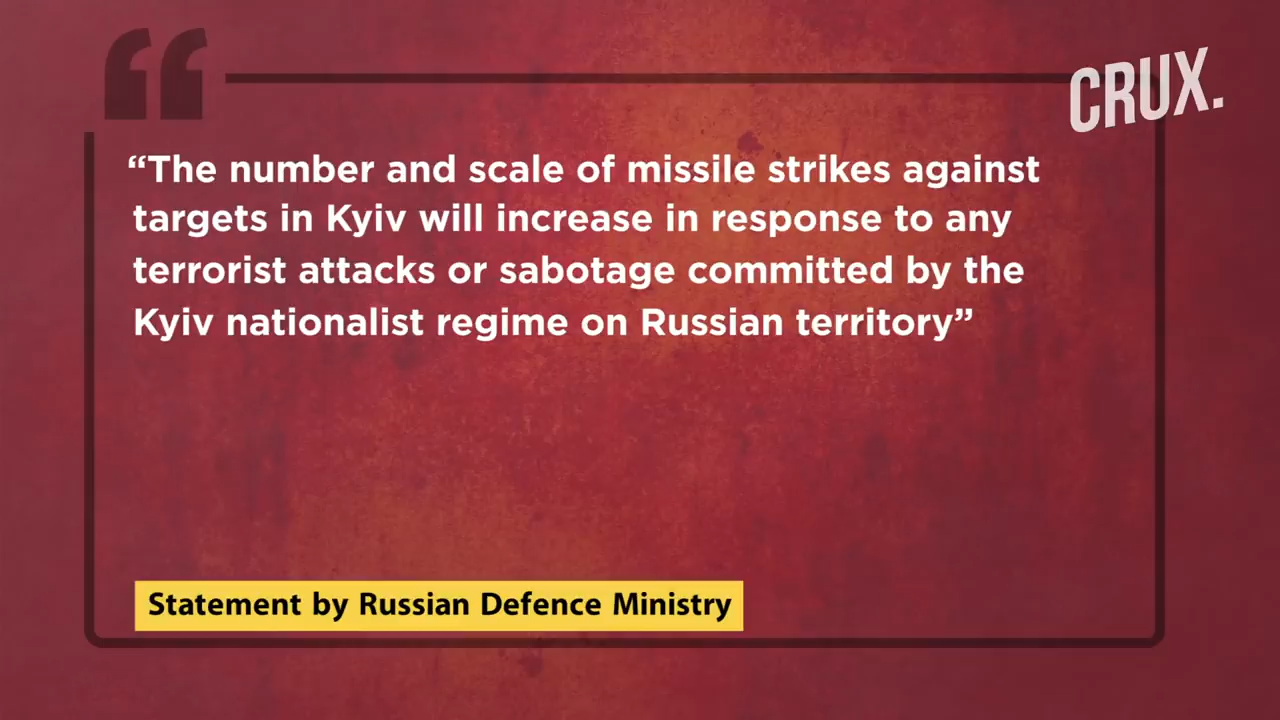 CRUX.
“The number and scale of missile strikes against
targets in Kyiv will increase in response to any
terrorist attacks or sabotage committed by the
Kyiv nationalist regime on Russian territory”
Statement by Russian Defence Ministry